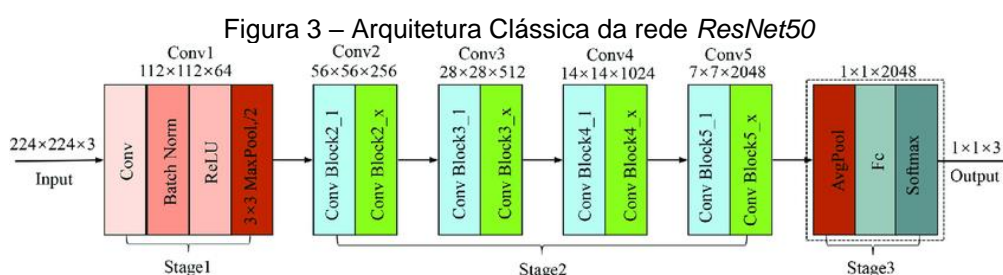 Figura 3 – Arquitetura Clássica da rede ResNet50
Conv1
112×112×64
Conv2
56×56×256
Conv3
28×28×512
Conv4
14×14×1024
Conv5
7×7×2048
1×1×2048
224×224×3
Input
Conv
Batch Norm
ReLU
3×3 MaxPool,/2
Conv Block2_1
Conv Block2_x
Conv Block3_1
Conv Block3_x
Conv Block4_1
Conv Block4_x
Conv Block5_1
Conv Block5_x
AvgPool
Fc
Softmax
1×1×3
Output
Stage1
Stage2
Stage3